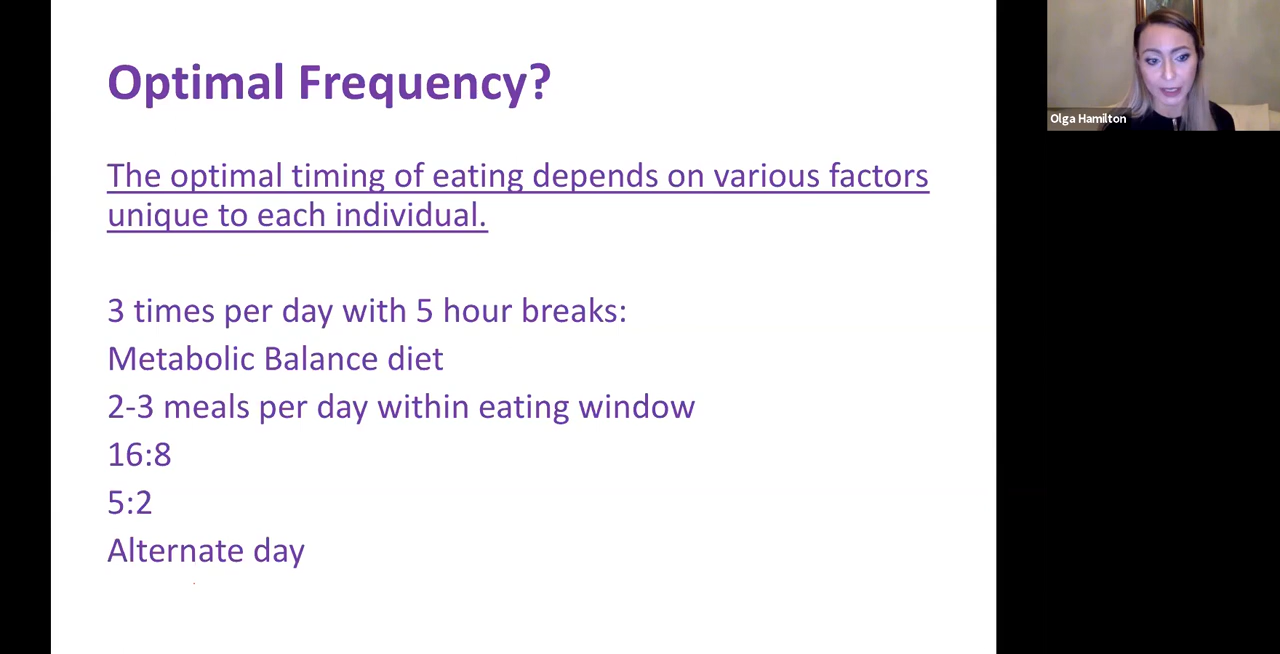 Optimal Frequency?
The optimal timing of eating depends on various factors
unique to each individual.
3 times per day with 5 hour breaks:
Metabolic Balance diet
2-3 meals per day within eating window
16:8
5:2
Alternate day
Olga Hamilton